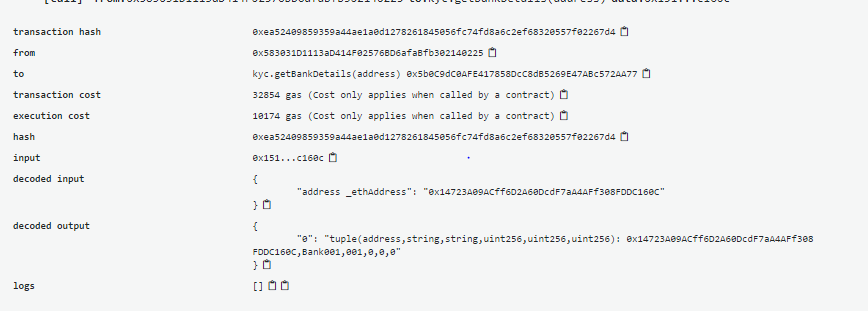 transaction hash 0xea52409859359a44ae1a0d1278261845056fc74fd8a6c2ef68320557f02267d4
from 0x583031D1113aD414F02576BD6afaBfb302140225
to kyc.getBankDetails(address) 0x5b0C9dC0AFE417858DcC8dB5269E47ABc572AA77
transaction cost 32854 gas (Cost only applies when called by a contract)
execution cost 10174 gas (Cost only applies when called by a contract)
hash 0xea52409859359a44ae1a0d1278261845056fc74fd8a6c2ef68320557f02267d4
input 0x151...c160c
decoded input {
"address _ethAddress": "0x14723A09ACff6D2A60DcdF7aA4AFf308FDDC160C"
}
decoded output {
"0": "tuple(address,string,string,uint256,uint256,uint256): 0x14723A09ACff6D2A60DcdF7aA4AFf308
FDDC160C,Bank001,001,0,0,0"
}
logs []